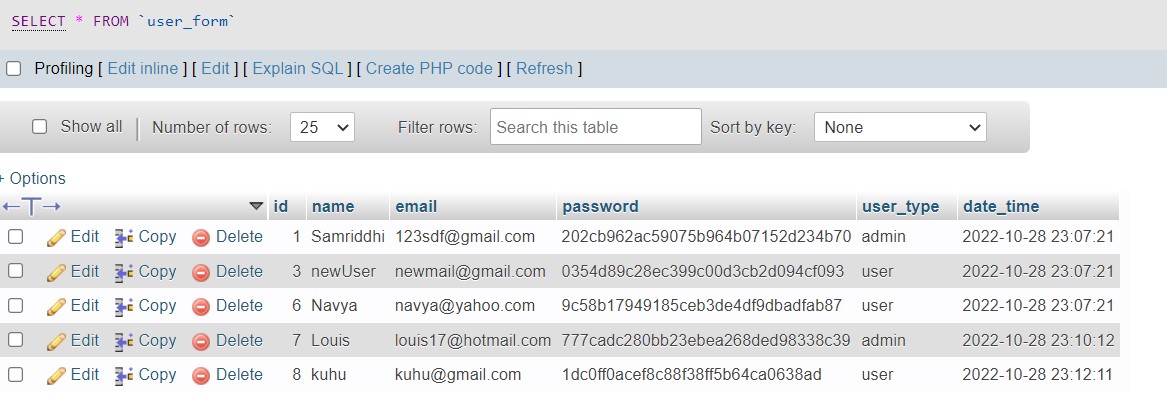 SELECT * FROM `user_form`
Profiling [ Edit inline ] [ Edit ] [ Explain SQL ] [ Create PHP code ] [ Refresh ]
Show all Number of rows: 25 Filter rows: Search this table Sort by key: None
+ Options
←T→ id name email password user_type date_time
Edit Copy Delete 1 Samriddhi 123sdf@gmail.com 202cb962ac59075b964b07152d234b70 admin 2022-10-28 23:07:21
Edit Copy Delete 3 newUser newmail@gmail.com 0354d89c28ec399c00d3cb2d094cf093 user 2022-10-28 23:07:21
Edit Copy Delete 6 Navya navya@yahoo.com 9c58b17949185ceb3de4df9dbadfab87 user 2022-10-28 23:07:21
Edit Copy Delete 7 Louis louis17@hotmail.com 777cadc280bb23ebea268ded98338c39 admin 2022-10-28 23:10:12
Edit Copy Delete 8 kuhu kuhu@gmail.com 1dc0ff0acef8c88f38ff5b64ca0638ad user 2022-10-28 23:12:11